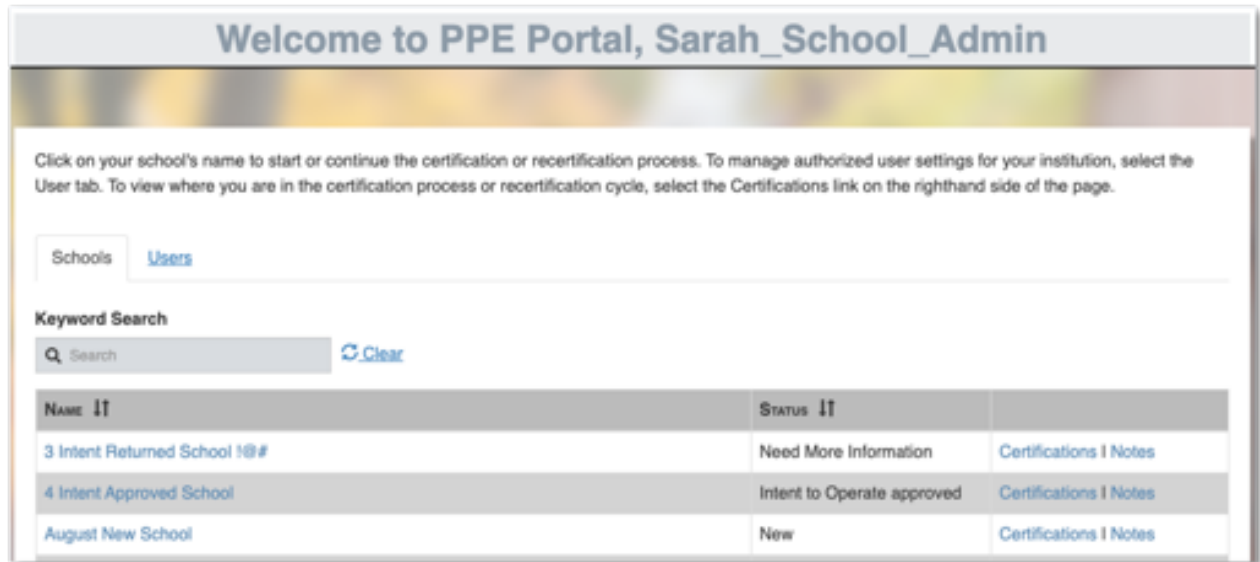 Welcome to PPE Portal, Sarah_School_Admin
Click on your school's name to start or continue the certification or recertification process. To manage authorized user settings for your institution, select the
User tab. To view where you are in the certification process or recertification cycle, select the Certifications link on the righthand side of the page.
Schools Users
Keyword Search
Search Clear
Name Status
3 Intent Returned School !@# Need More Information Certifications | Notes
4 Intent Approved School Intent to Operate approved Certifications | Notes
August New School New Certifications | Notes